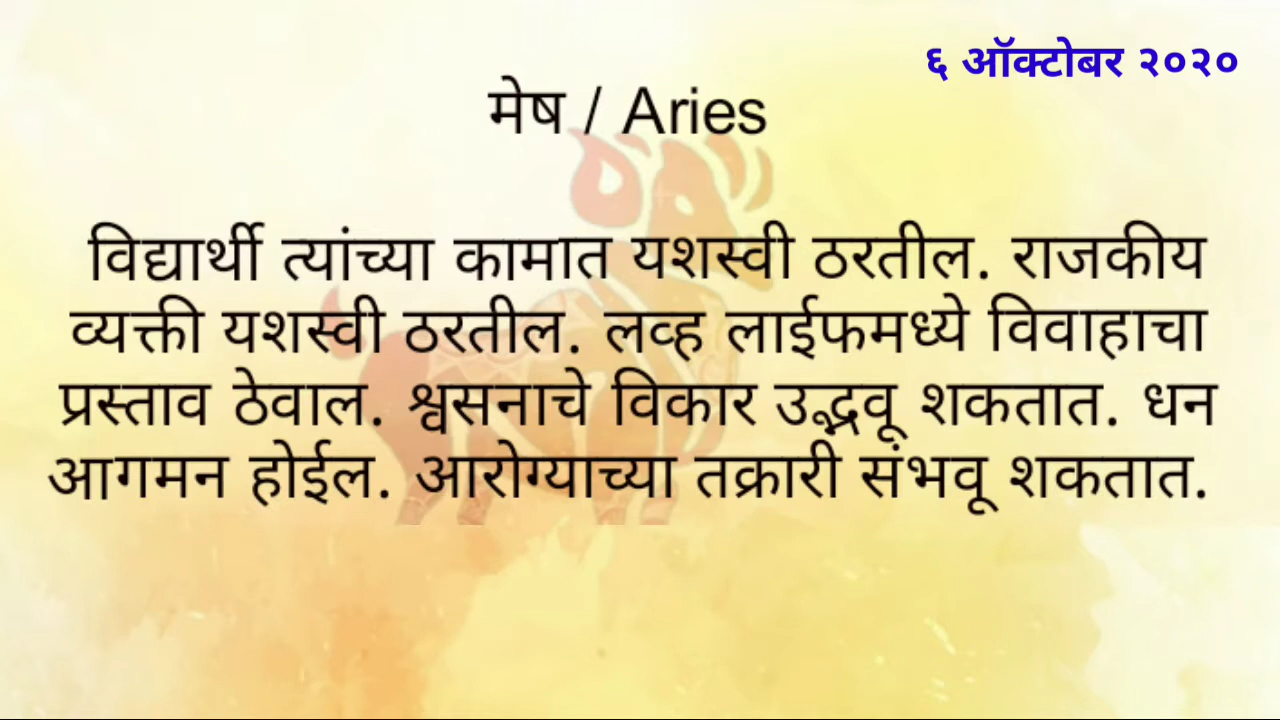 ६ ऑक्टोबर २०२०
मेष / Aries
विद्यार्थी त्यांच्या कामात यशस्वी ठरतील. राजकीय
व्यक्ती यशस्वी ठरतील. लव्ह लाईफमध्ये विवाहाचा
प्रस्ताव ठेवाल. श्वसनाचे विकार उद्भवू शकतात. धन
आगमन होईल. आरोग्याच्या तक्रारी संभवू शकतात.